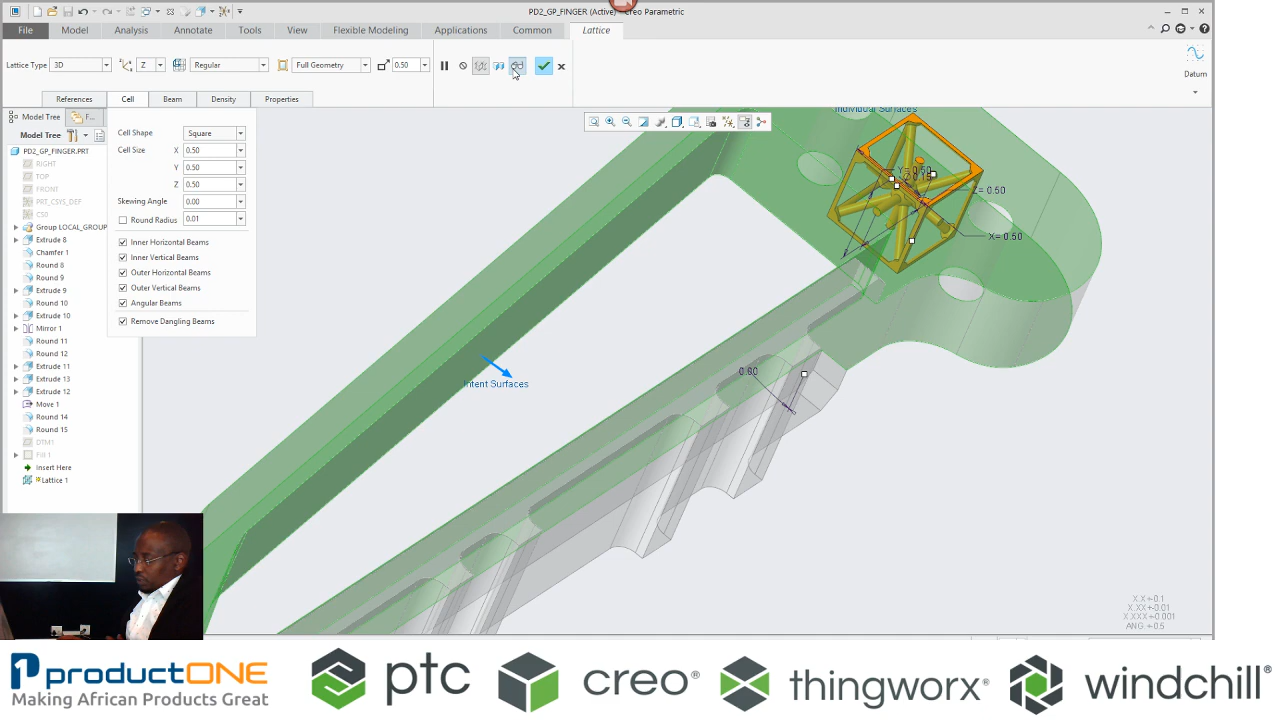 PD2_GP_FINGER (Active) - Creo Parametric
File Model Analysis Annotate Tools View Flexible Modeling Applications Common Lattice
Lattice Type 3D Z Regular Full Geometry 0.50
Datum
References Cell Beam Density Properties
Model Tree F...
Model Tree
PD2_GP_FINGER.PRT
RIGHT
TOP
FRONT
PRT_CSYS_DEF
CS0
Group LOCAL_GROUP
Extrude 8
Chamfer 1
Round 8
Round 9
Extrude 9
Round 10
Extrude 10
Mirror 1
Round 11
Round 12
Extrude 11
Extrude 13
Extrude 12
Move 1
Round 14
Round 15
DTM1
Fill 1
Insert Here
Lattice 1
Cell Shape Square
Cell Size X 0.50
Y 0.50
Z 0.50
Skewing Angle 0.00
Round Radius 0.01
Inner Horizontal Beams
Inner Vertical Beams
Outer Horizontal Beams
Outer Vertical Beams
Angular Beams
Remove Dangling Beams
Individual Surfaces
Y= 0.50
Z= 0.50
X= 0.50
Intent Surfaces
X.X+-0.1
X.XX+-0.01
X.XXX+-0.001
ANG.+-0.5
productONE
Making African Products Great
ptc
creo®
thingworx®
windchill®